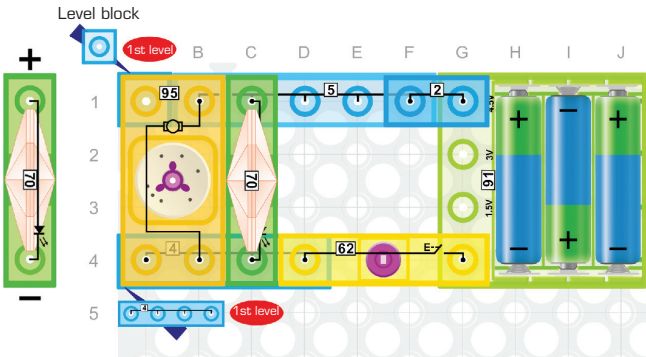 Level block
1st level
A B C D E F G H I J
+
95
5
2
1
4.5V
+ − +
70
70
2
3V
91
3
1.5V
4
4
62
E
− + −
−
5
4
1st level